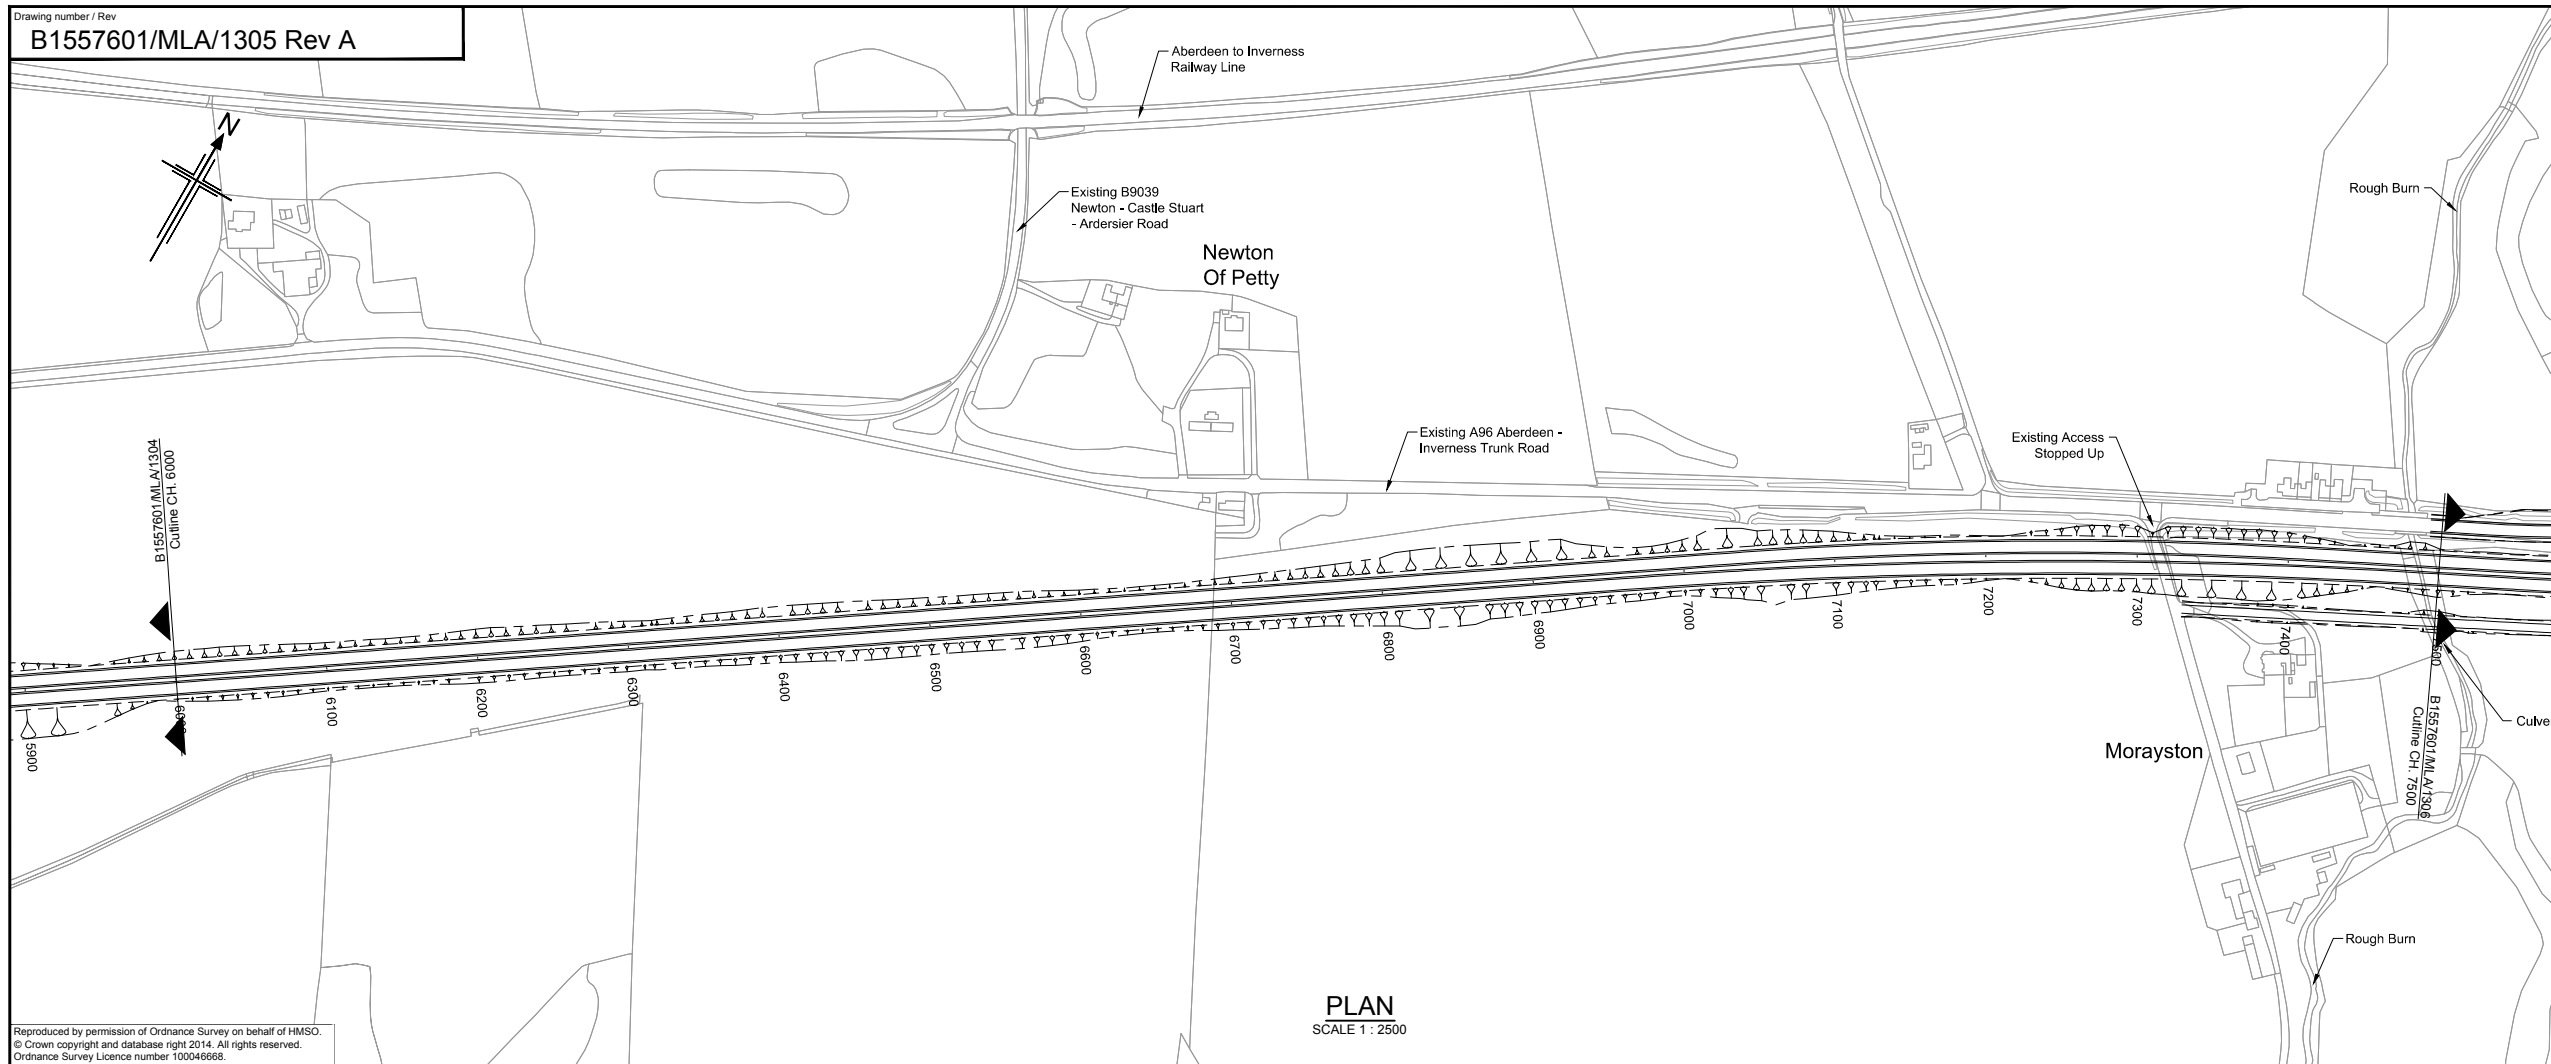 Drawing number / Rev
B1557601/MLA/1305 Rev A
Aberdeen to Inverness
Railway Line
N
Existing B9039
Newton - Castle Stuart
- Ardersier Road
Newton
Of Petty
Rough Burn
Existing A96 Aberdeen -
Inverness Trunk Road
Existing Access
Stopped Up
B1557601/MLA/1304
Cutline CH. 6000
5900
6000
6100
6200
6300
6400
6500
6600
6700
6800
6900
7000
7100
7200
7300
7400
7500
B1557601/MLA/1306
Cutline CH. 7500
Culve
Morayston
Rough Burn
PLAN
SCALE 1 : 2500
Reproduced by permission of Ordnance Survey on behalf of HMSO.
© Crown copyright and database right 2014. All rights reserved.
Ordnance Survey Licence number 100046668.